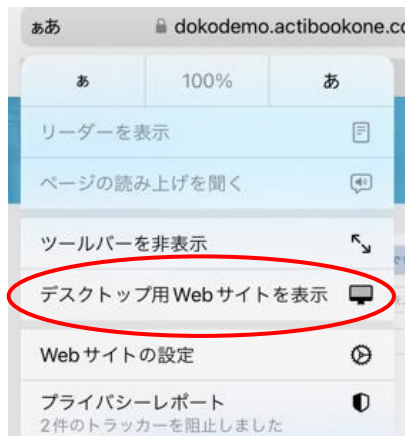 ぁあ dokodemo.actibookone.c
あ 100% あ
リーダーを表示
ページの読み上げを聞く
ツールバーを非表示
デスクトップ用Webサイトを表示
Webサイトの設定
プライバシーレポート
2件のトラッカーを阻止しました